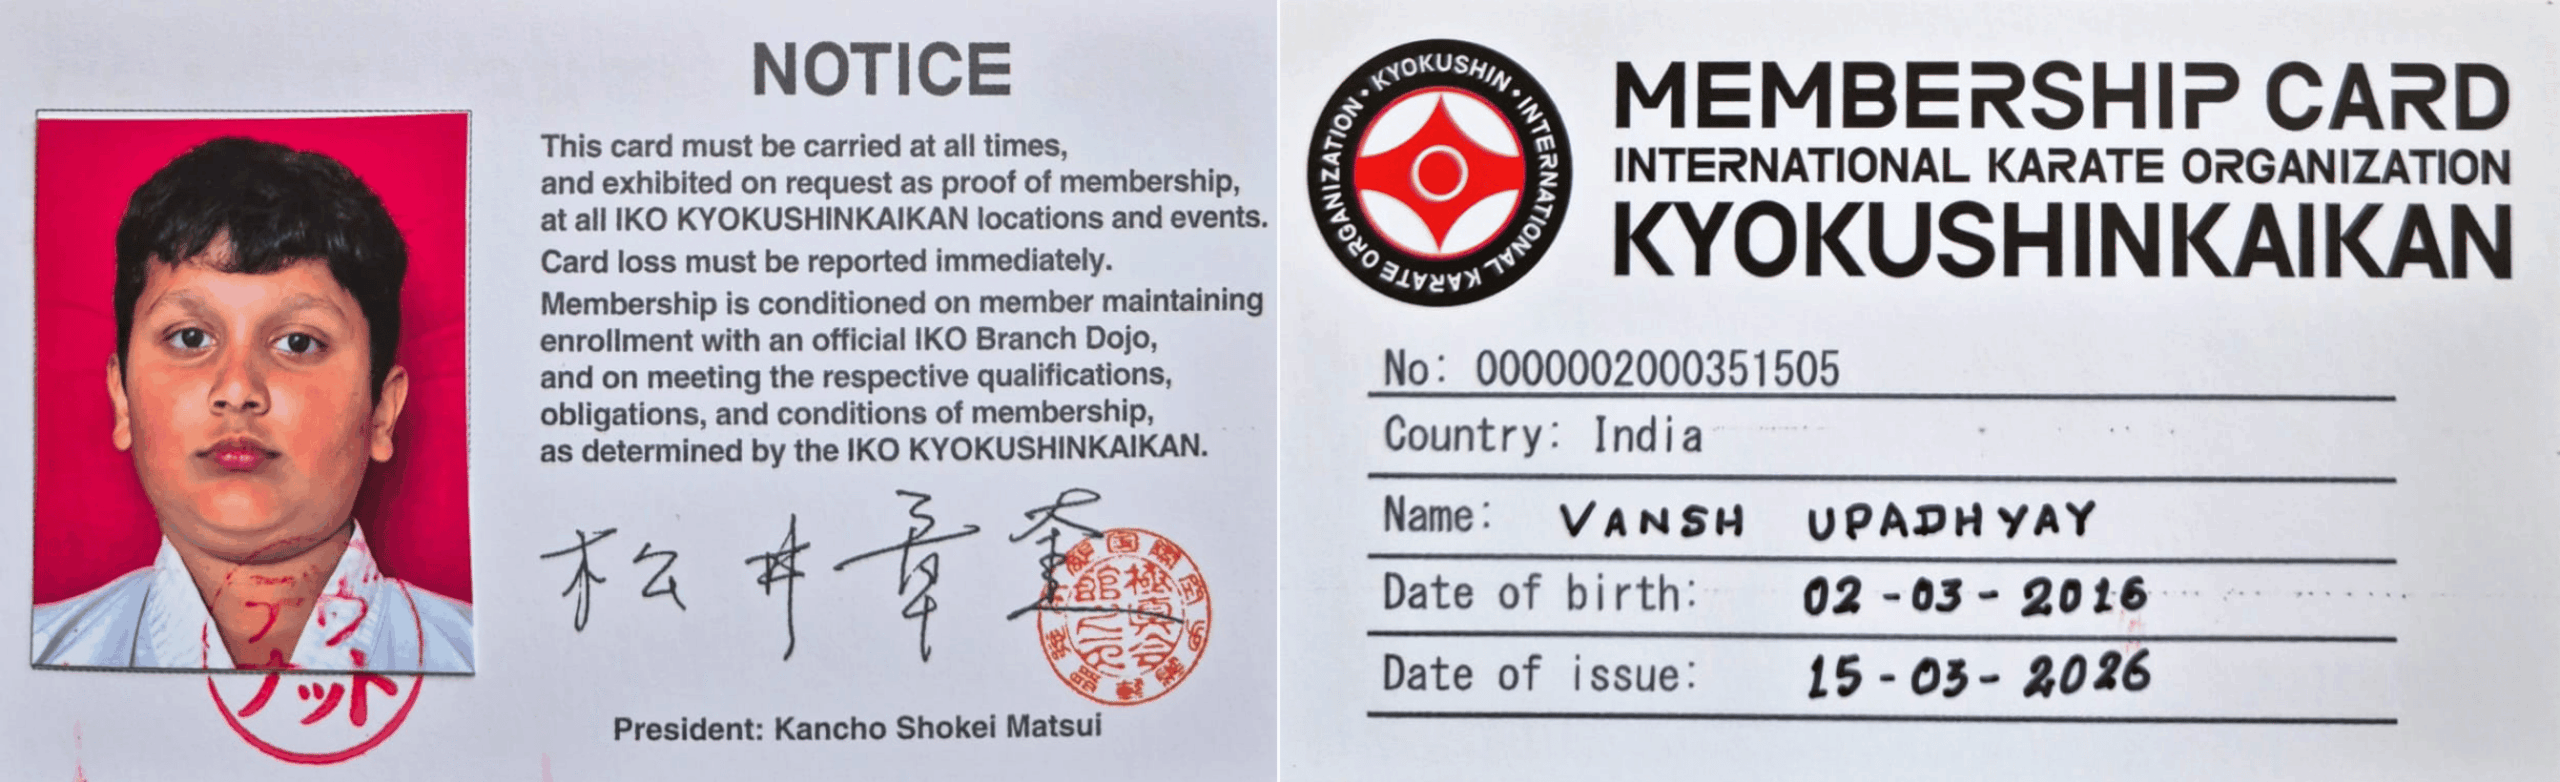 NOTICE
This card must be carried at all times,
and exhibited on request as proof of membership,
at all IKO KYOKUSHINKAIKAN locations and events.
Card loss must be reported immediately.
Membership is conditioned on member maintaining
enrollment with an official IKO Branch Dojo,
and on meeting the respective qualifications,
obligations, and conditions of membership,
as determined by the IKO KYOKUSHINKAIKAN.
松井章奎
President: Kancho Shokei Matsui
KYOKUSHIN • INTERNATIONAL KARATE ORGANIZATION •
MEMBERSHIP CARD
INTERNATIONAL KARATE ORGANIZATION
KYOKUSHINKAIKAN
No: 0000002000351505
Country: India
Name: VANSH UPADHYAY
Date of birth: 02-03-2016
Date of issue: 15-03-2026